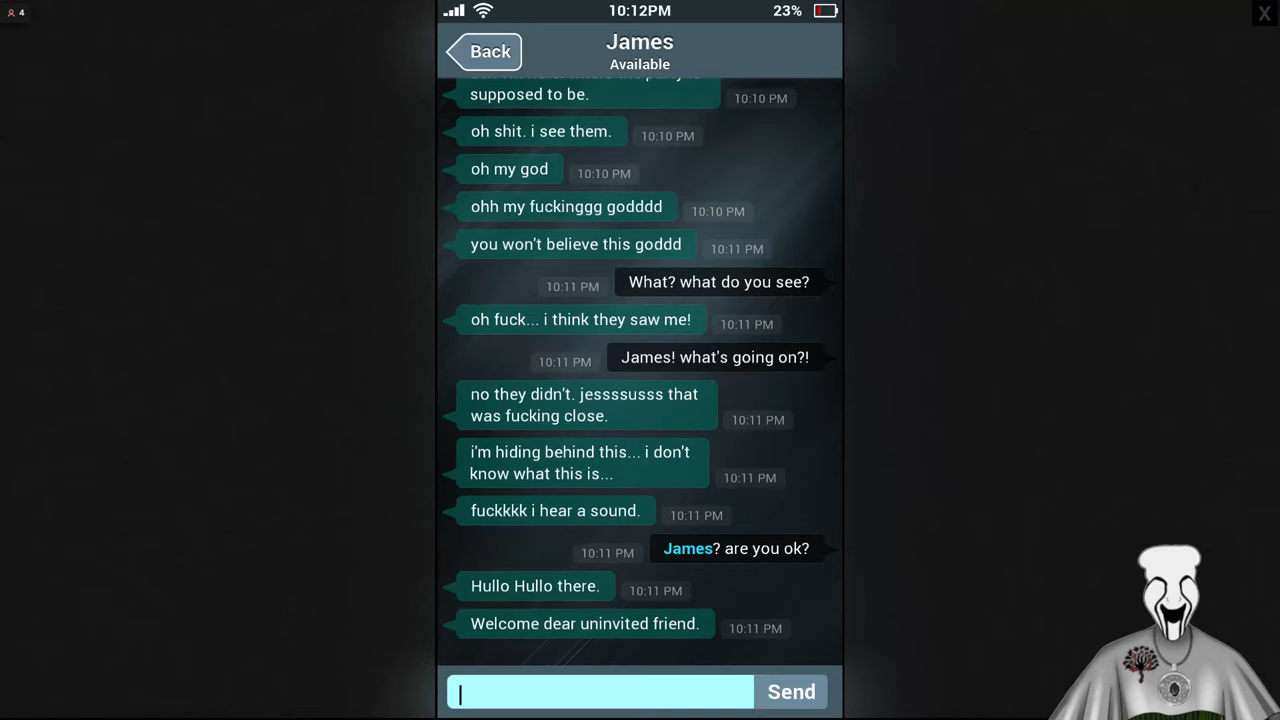 4
10:12PM
23%
X
Back
James
Available
supposed to be.
10:10 PM
oh shit. i see them.
10:10 PM
oh my god
10:10 PM
ohh my fuckinggg godddd
10:10 PM
you won't believe this goddd
10:11 PM
What? what do you see?
10:11 PM
oh fuck... i think they saw me!
10:11 PM
James! what's going on?!
10:11 PM
no they didn't. jesssusss that
was fucking close.
10:11 PM
i'm hiding behind this... i don't
know what this is...
10:11 PM
fuckkkk i hear a sound.
10:11 PM
James? are you ok?
10:11 PM
Hullo Hullo there.
10:11 PM
Welcome dear uninvited friend.
10:11 PM
Send